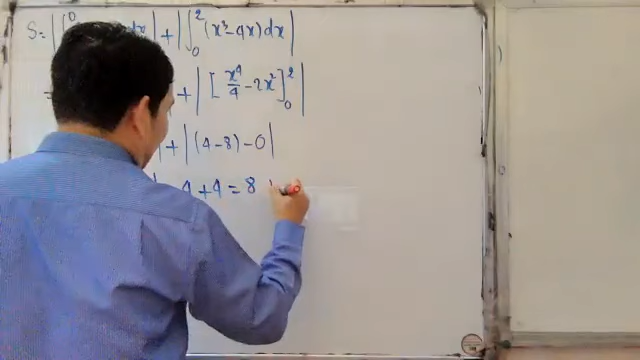 S = |∫₀ dx| + |∫₀² (x³ - 4x) dx|
= + |[x⁴/4 - 2x²]₀²|
| + |(4 - 8) - 0|
4 + 4 = 8